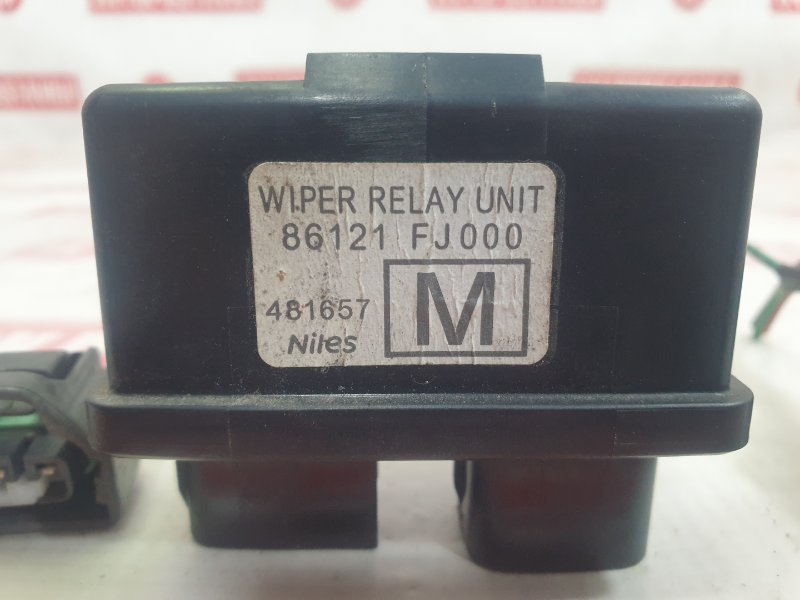 WIPER RELAY UNIT
86121 FJ000
481657
M
Niles